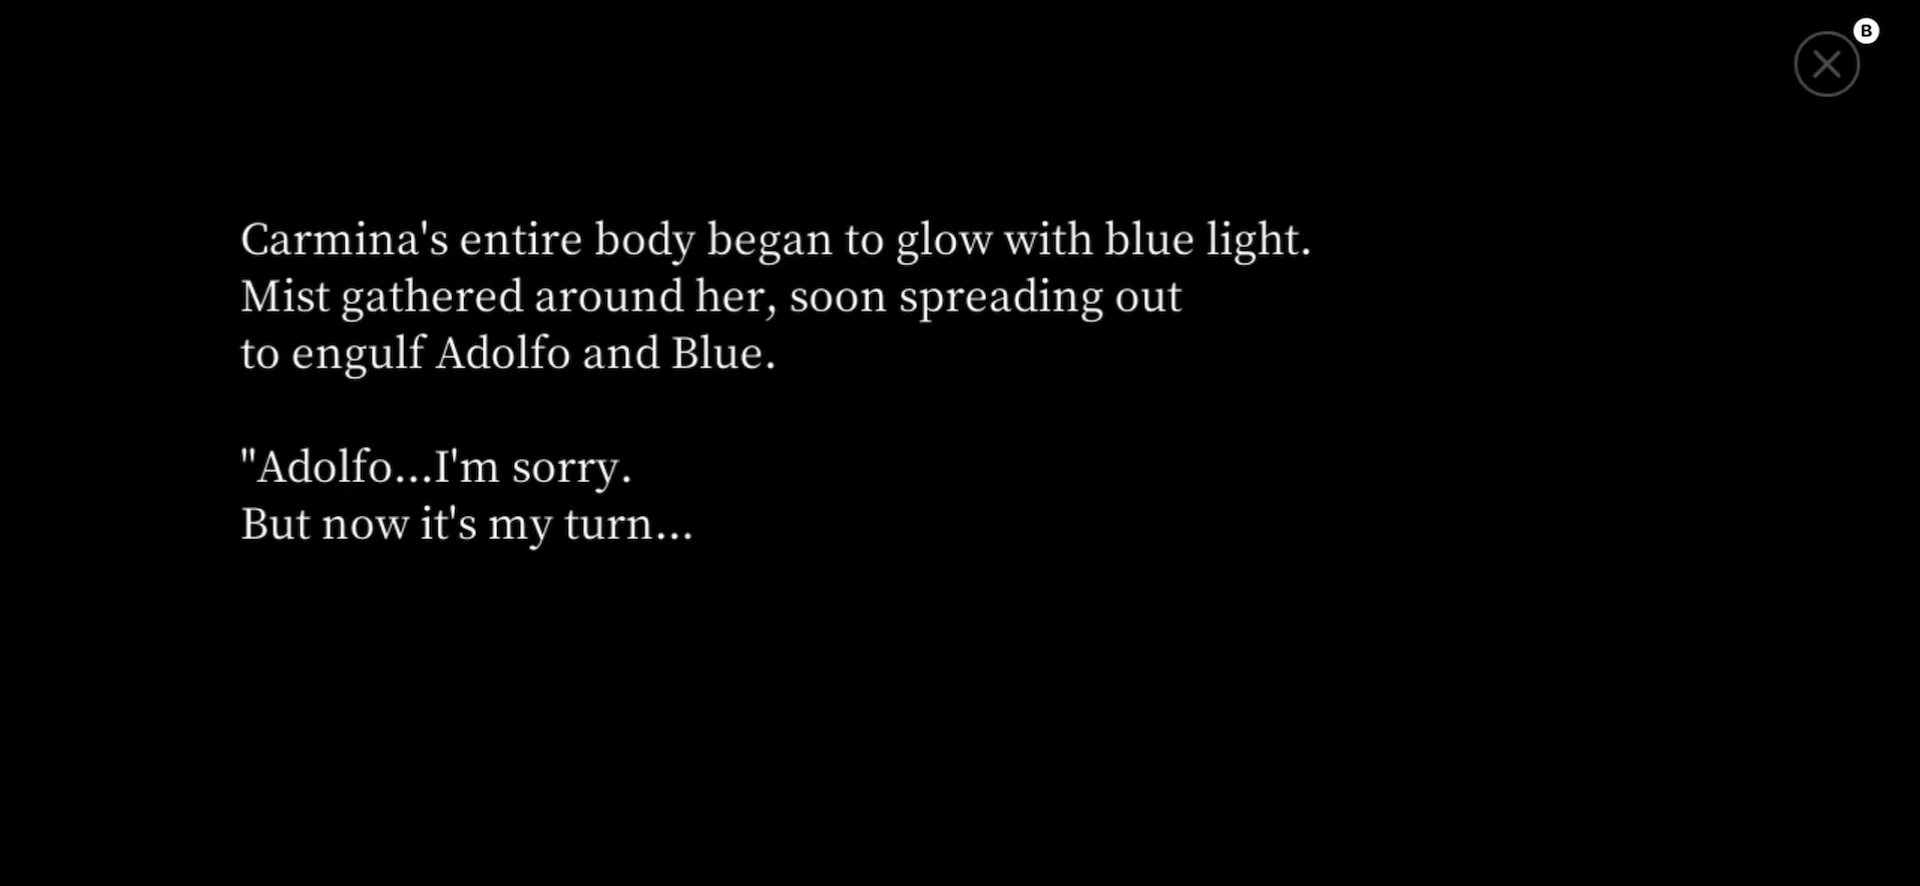 B
Carmina's entire body began to glow with blue light.
Mist gathered around her, soon spreading out
to engulf Adolfo and Blue.
"Adolfo...I'm sorry.
But now it's my turn...